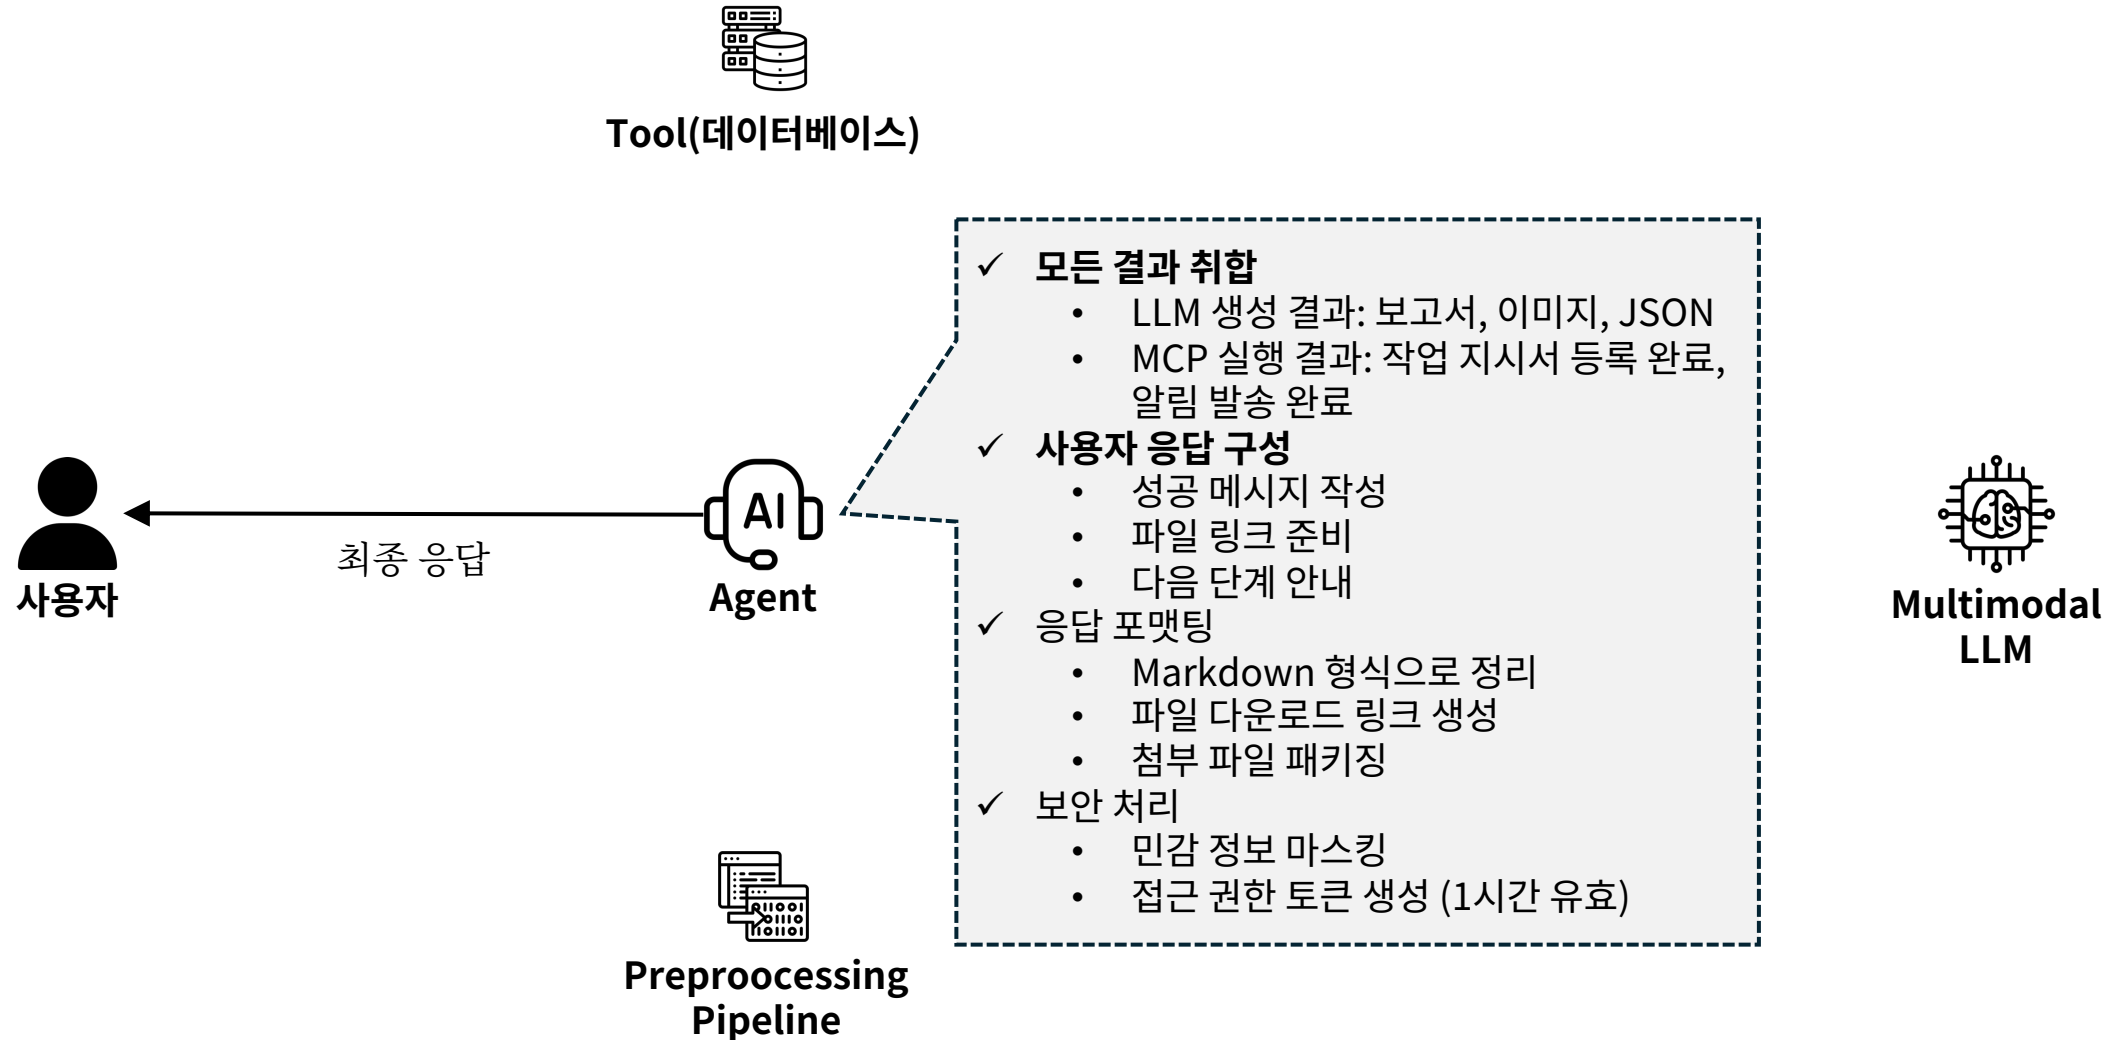 Tool(데이터베이스)
✓ 모든 결과 취합
• LLM 생성 결과: 보고서, 이미지, JSON
• MCP 실행 결과: 작업 지시서 등록 완료,
알림 발송 완료
✓ 사용자 응답 구성
• 성공 메시지 작성
• 파일 링크 준비
• 다음 단계 안내
✓ 응답 포맷팅
• Markdown 형식으로 정리
• 파일 다운로드 링크 생성
• 첨부 파일 패키징
✓ 보안 처리
• 민감 정보 마스킹
• 접근 권한 토큰 생성 (1시간 유효)
사용자
최종 응답
AI
Agent
Multimodal
LLM
Preproocessing
Pipeline